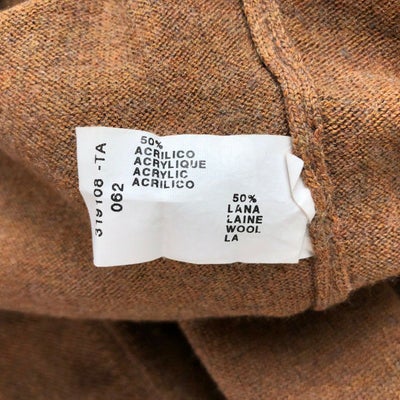 50%
ACRILICO
ACRYLIQUE
ACRYLIC
ACRILICO
50%
LANA
LAINE
WOOL
LA
319108-TA
062